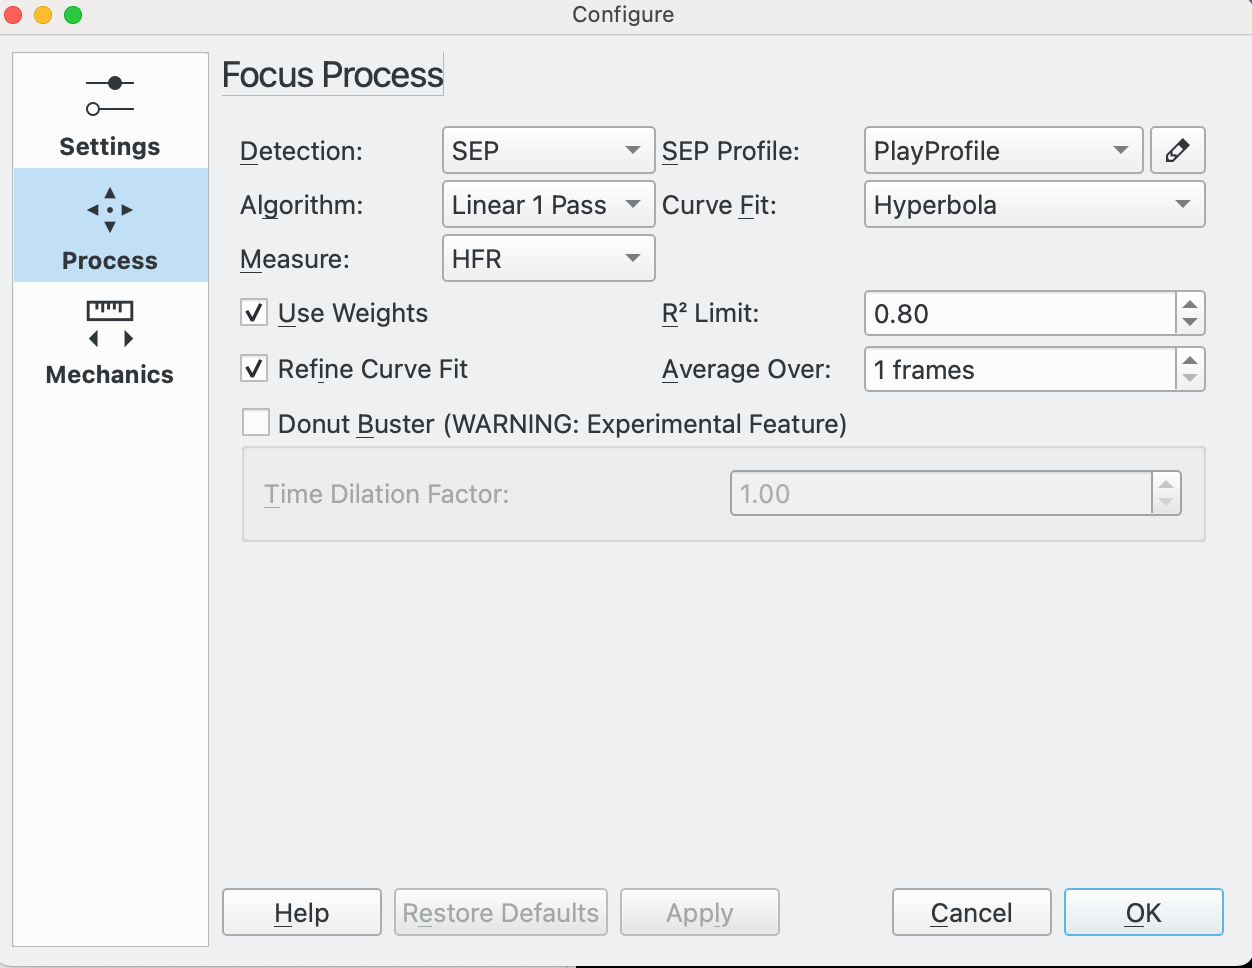 Configure
Settings
Process
Mechanics
Focus Process
Detection: SEP SEP Profile: PlayProfile
Algorithm: Linear 1 Pass Curve Fit: Hyperbola
Measure: HFR
Use Weights R² Limit: 0.80
Refine Curve Fit Average Over: 1 frames
Donut Buster (WARNING: Experimental Feature)
Time Dilation Factor: 1.00
Help Restore Defaults Apply Cancel OK